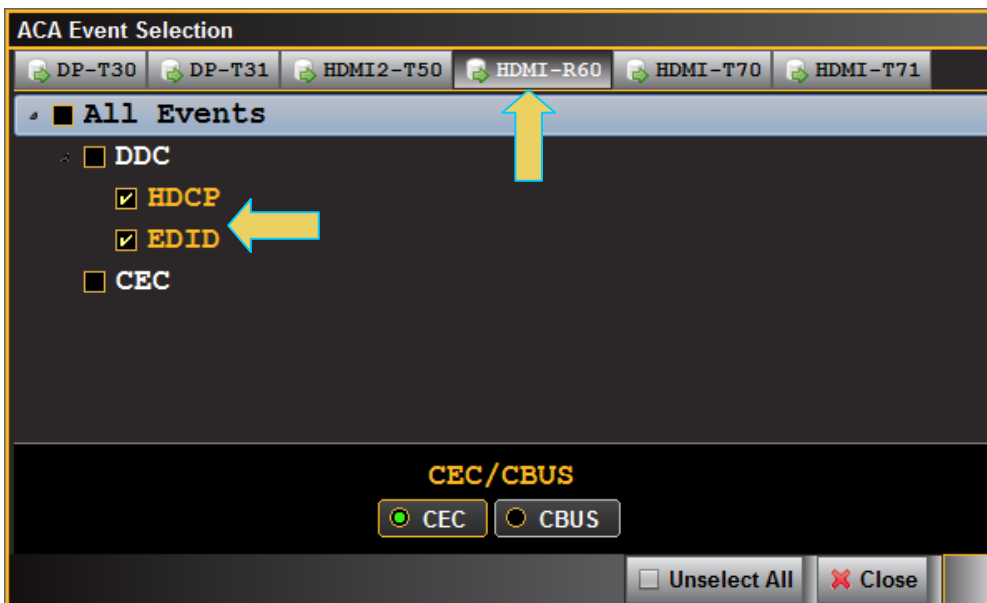 ACA Event Selection
DP-T30 DP-T31 HDMI2-T50 HDMI-R60 HDMI-T70 HDMI-T71
All Events
DDC
HDCP
EDID
CEC
CEC/CBUS
CEC CBUS
Unselect All Close